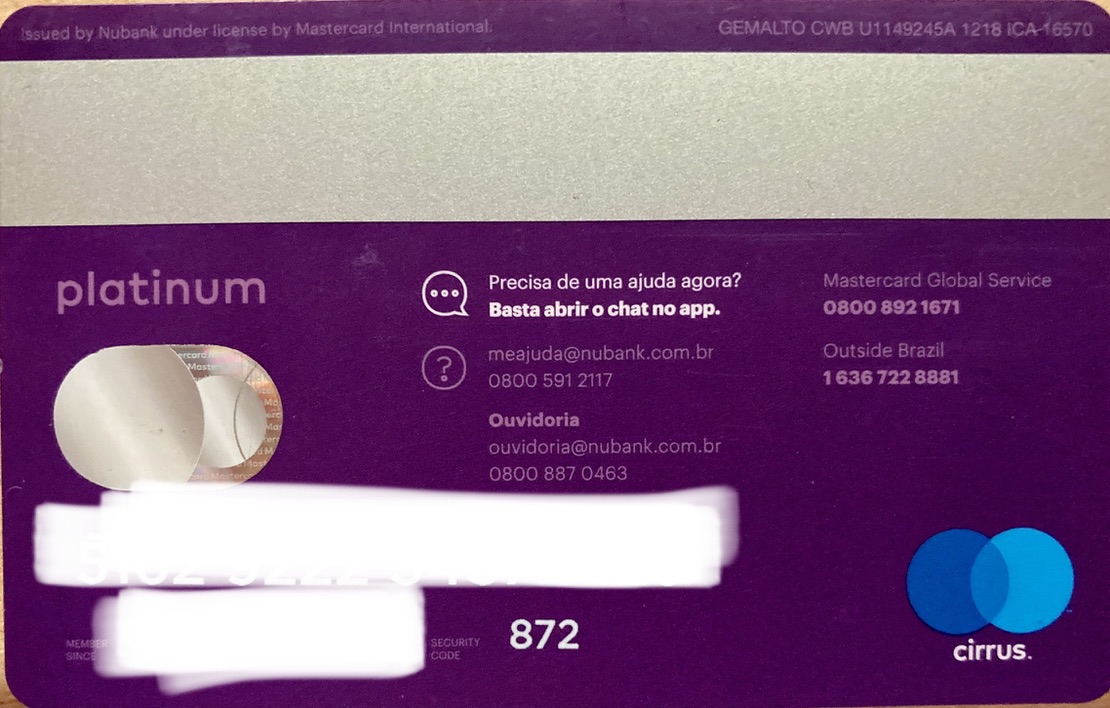 Issued by Nubank under license by Mastercard International.
GEMALTO CWB U1149245A 1218 ICA-16570
platinum
Precisa de uma ajuda agora?
Basta abrir o chat no app.
meajuda@nubank.com.br
0800 591 2117
Ouvidoria
ouvidoria@nubank.com.br
0800 887 0463
Mastercard Global Service
0800 892 1671
Outside Brazil
1 636 722 8881
MEMBER
SINCE
SECURITY
CODE
872
cirrus.